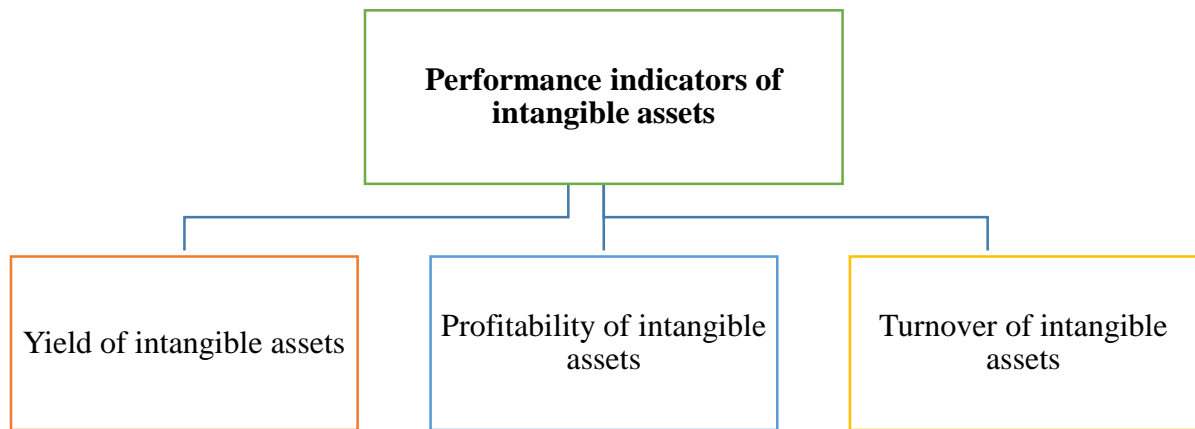 Performance indicators of
intangible assets
Yield of intangible assets
Profitability of intangible
assets
Turnover of intangible
assets